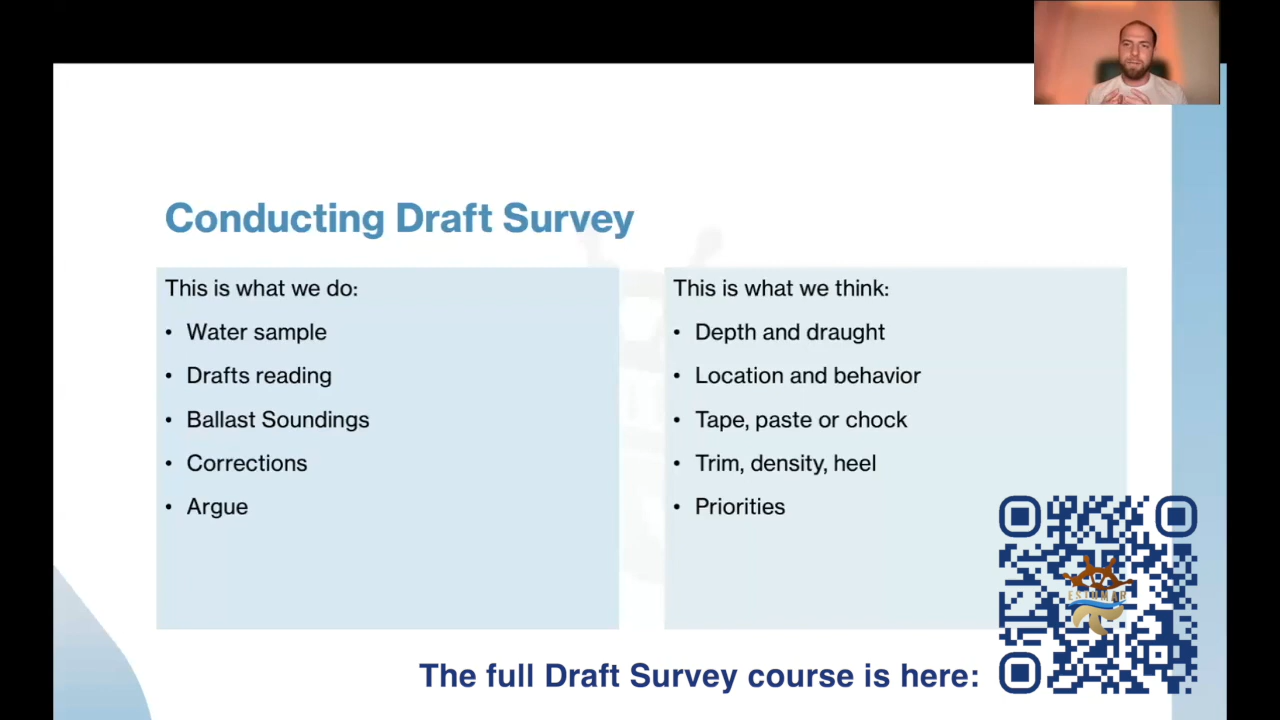 Conducting Draft Survey
This is what we do:
• Water sample
• Drafts reading
• Ballast Soundings
• Corrections
• Argue
This is what we think:
• Depth and draught
• Location and behavior
• Tape, paste or chock
• Trim, density, heel
• Priorities
ESTUMAR
The full Draft Survey course is here: